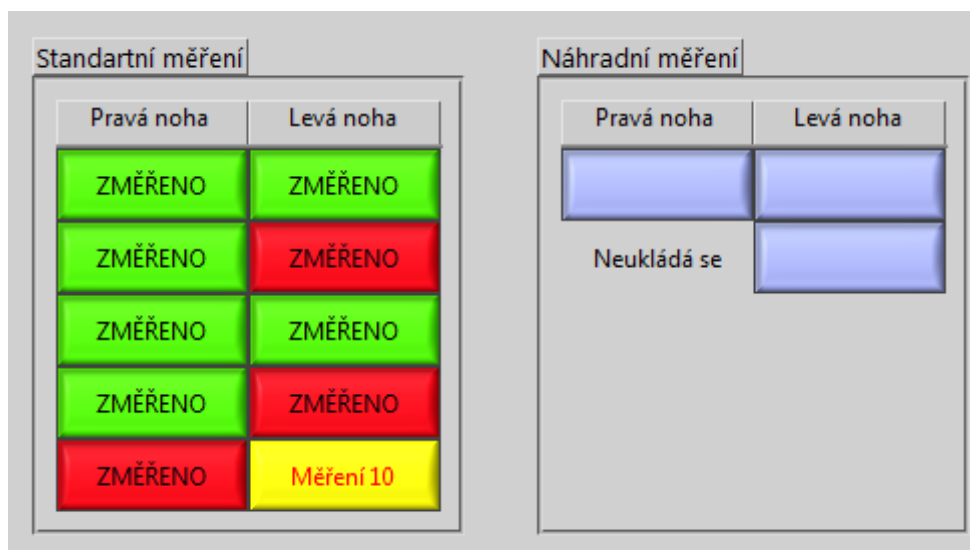 Standartní měření
Náhradní měření
Pravá noha Levá noha
Pravá noha Levá noha
ZMĚŘENO ZMĚŘENO
ZMĚŘENO ZMĚŘENO
Neukládá se
ZMĚŘENO ZMĚŘENO
ZMĚŘENO ZMĚŘENO
ZMĚŘENO Měření 10